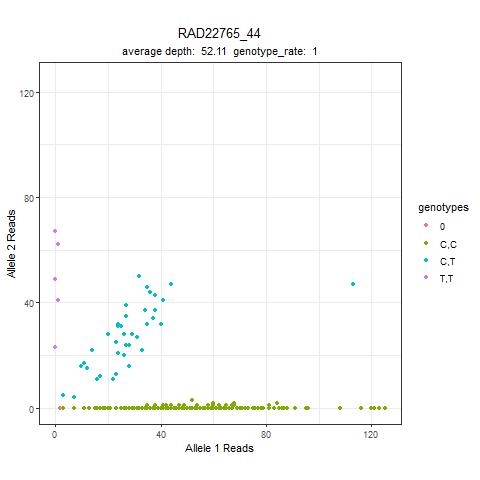 RAD22765_44
average depth: 52.11 genotype_rate: 1
120
80
40
0
0
40
80
120
Allele 2 Reads
Allele 1 Reads
genotypes
0
C,C
C,T
T,T